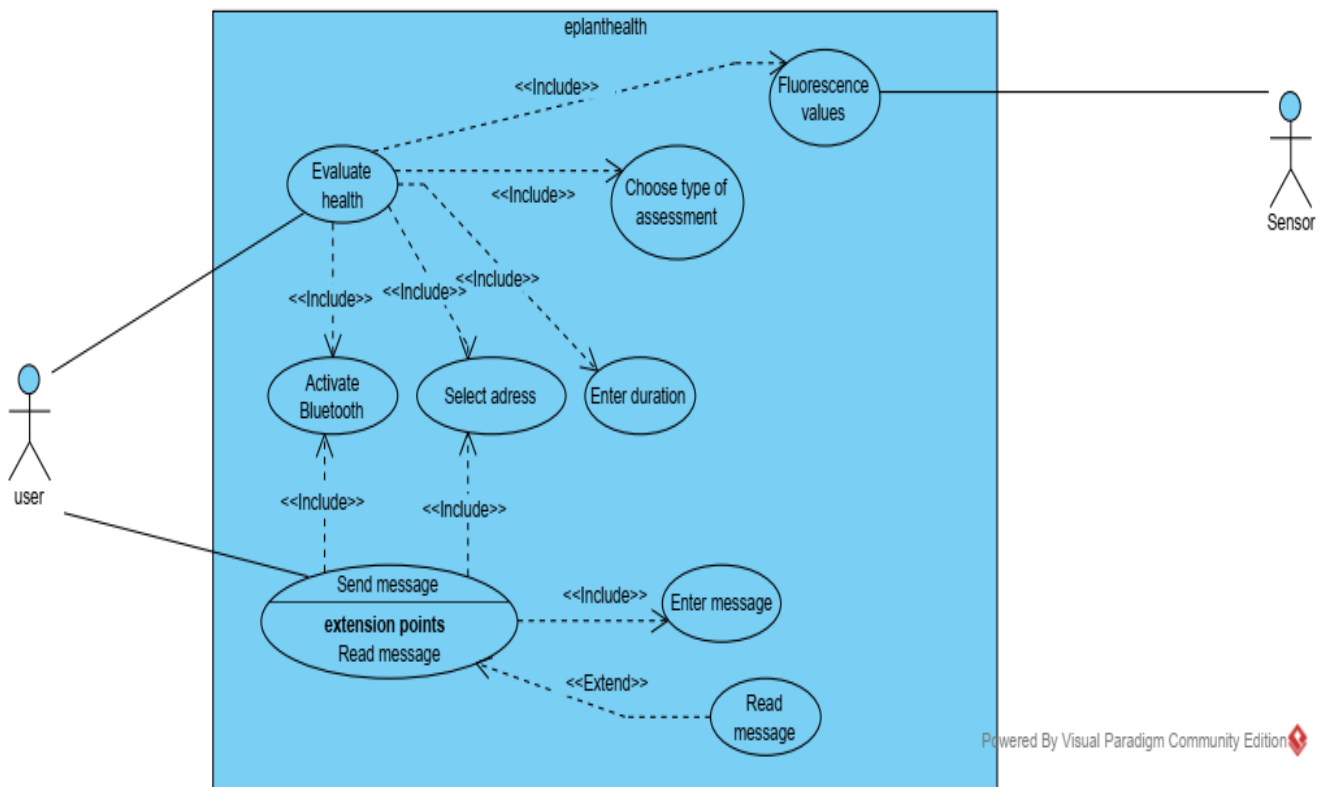 eplanthealth
<<Include>>
Fluorescence
values
Evaluate
health
<<Include>>
Choose type of
assessment
Sensor
<<Include>>
<<Include>>
<<Include>>
Activate
Bluetooth
Select adress
Enter duration
user
<<Include>>
<<Include>>
Send message
extension points
Read message
<<Include>>
Enter message
<<Extend>>
Read
message
Powered By Visual Paradigm Community Edition